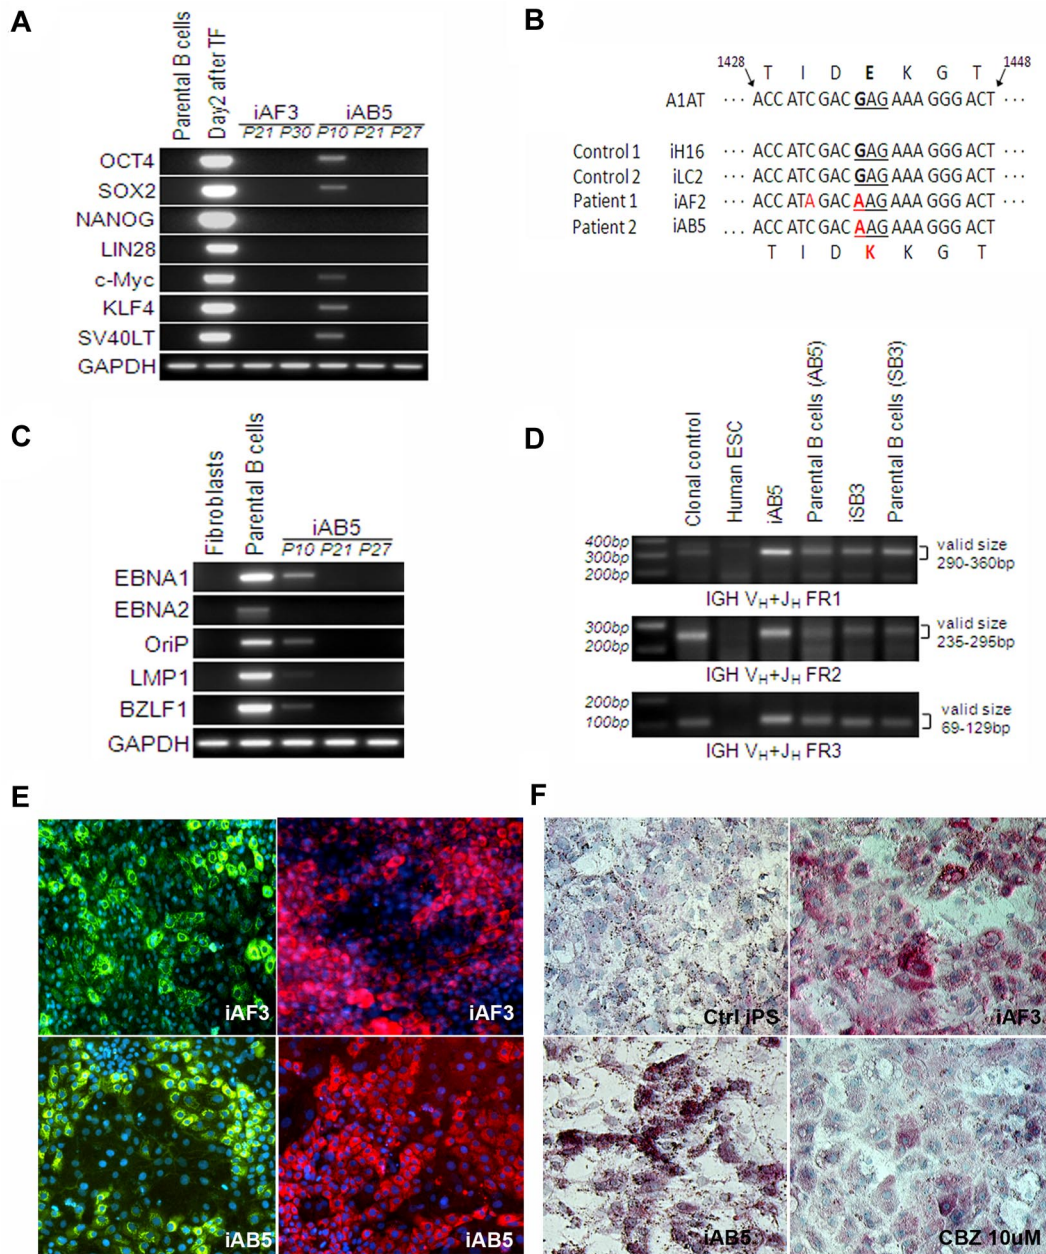 A
Parental B cells
Day2 after TF
iAF3
iAB5
P21 P30 P10 P21 P27
OCT4
SOX2
NANOG
LIN28
c-Myc
KLF4
SV40LT
GAPDH
B
1428 1448
T I D E K G T
A1AT ··· ACC ATC GAC GAG AAA GGG ACT ···
Control 1 iH16 ··· ACC ATC GAC GAG AAA GGG ACT ···
Control 2 iLC2 ··· ACC ATC GAC GAG AAA GGG ACT ···
Patient 1 iAF2 ··· ACC ATCA GAC AAG AAA GGG ACT ···
Patient 2 iAB5 ... ACC ATC GAC AAG AAA GGG ACT ...
T I D K K G T
C
Fibroblasts
Parental B cells
iAB5
P10 P21 P27
EBNA1
EBNA2
OriP
LMP1
BZLF1
GAPDH
D
Clonal control
Human ESC
iAB5
Parental B cells (AB5)
iSB3
Parental B cells (SB3)
400bp
300bp
200bp
valid size
290-360bp
IGH VH+JH FR1
300bp
200bp
valid size
235-295bp
IGH VH+JH FR2
200bp
100bp
valid size
69-129bp
IGH VH+JH FR3
E
iAF3
iAF3
iAB5
iAB5
F
Ctrl iPS
iAF3
iAB5
CBZ 10uM